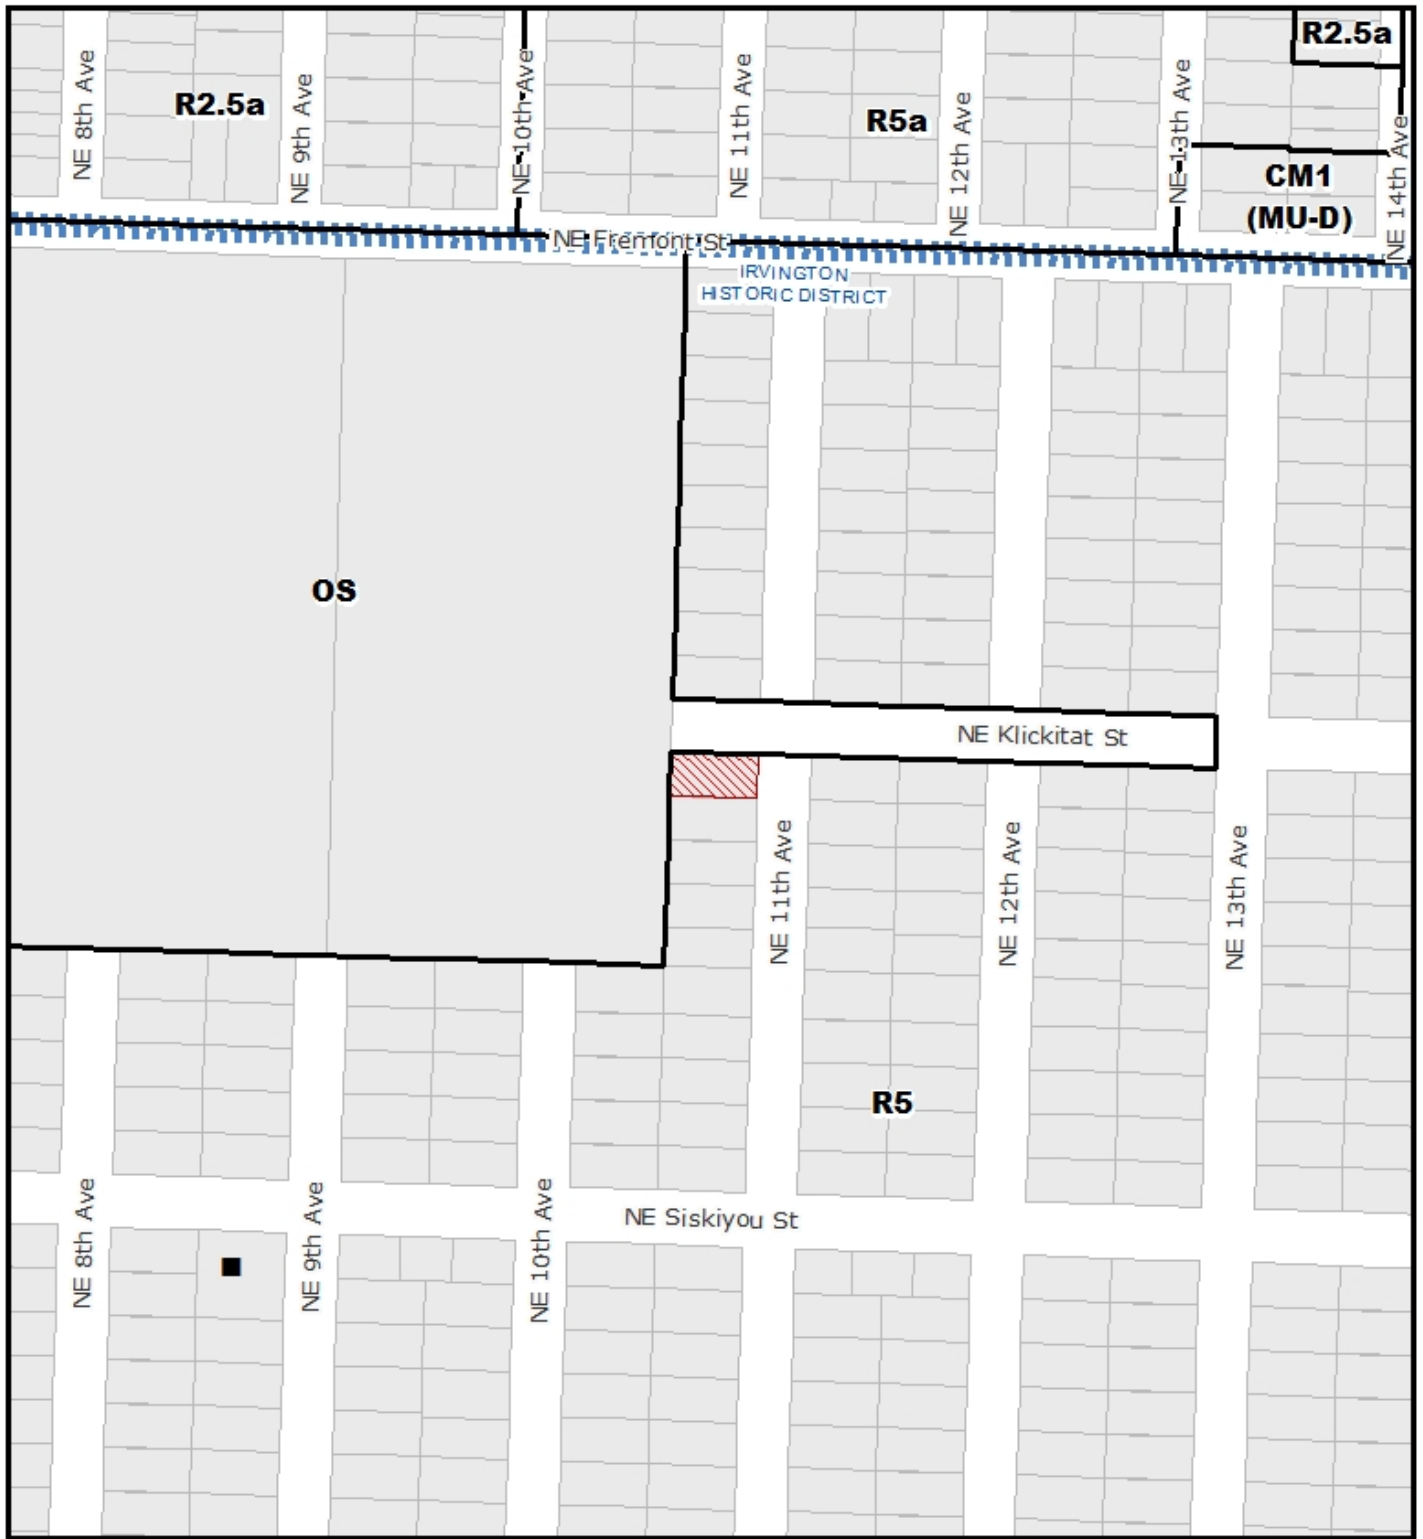 R2.5a
NE 8th Ave
R2.5a
NE 9th Ave
NE 10th Ave
NE 11th Ave
R5a
NE 12th Ave
NE 13th Ave
CM1
(MU-D)
NE 14th Ave
NE Fremont St
IRVINGTON
HISTORIC DISTRICT
OS
NE Klickitat St
NE 11th Ave
NE 12th Ave
NE 13th Ave
R5
NE 8th Ave
NE 9th Ave
NE 10th Ave
NE Siskiyou St